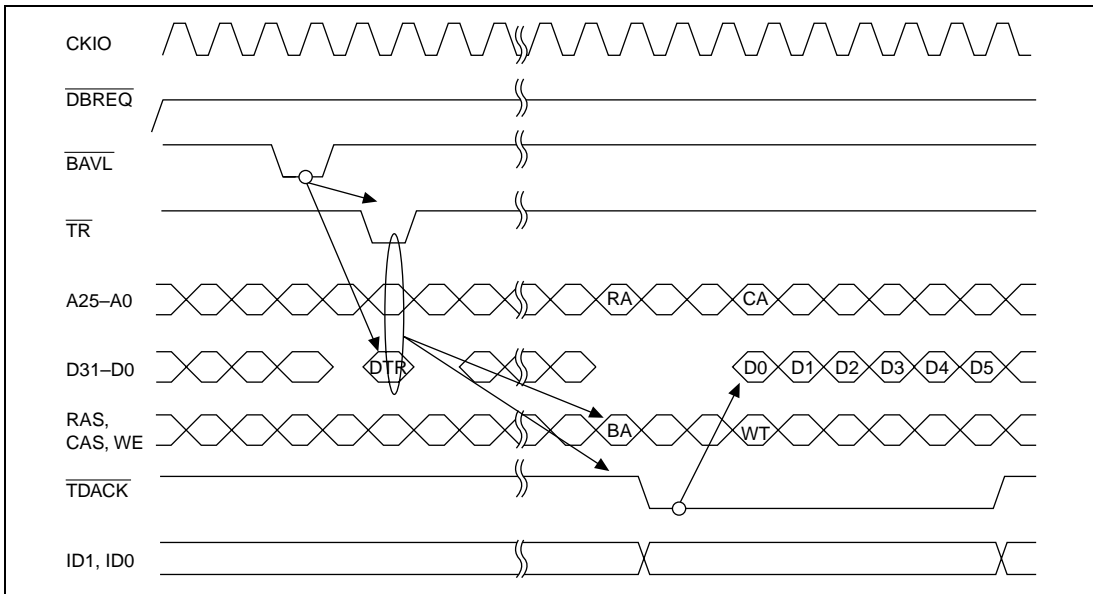 CKIO
DBREQ
BAVL
TR
A25–A0 RA CA
D31–D0 DTR D0 D1 D2 D3 D4 D5
RAS,
CAS, WE BA WT
TDACK
ID1, ID0